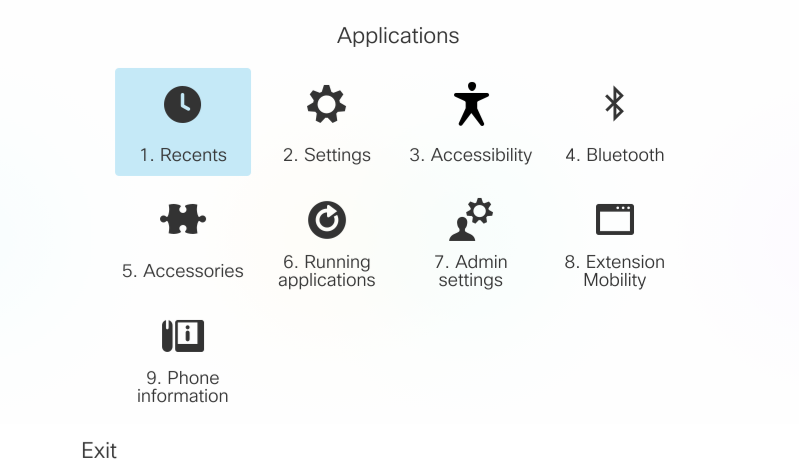 Applications
1. Recents
2. Settings
3. Accessibility
4. Bluetooth
5. Accessories
6. Running
applications
7. Admin
settings
8. Extension
Mobility
9. Phone
information
Exit